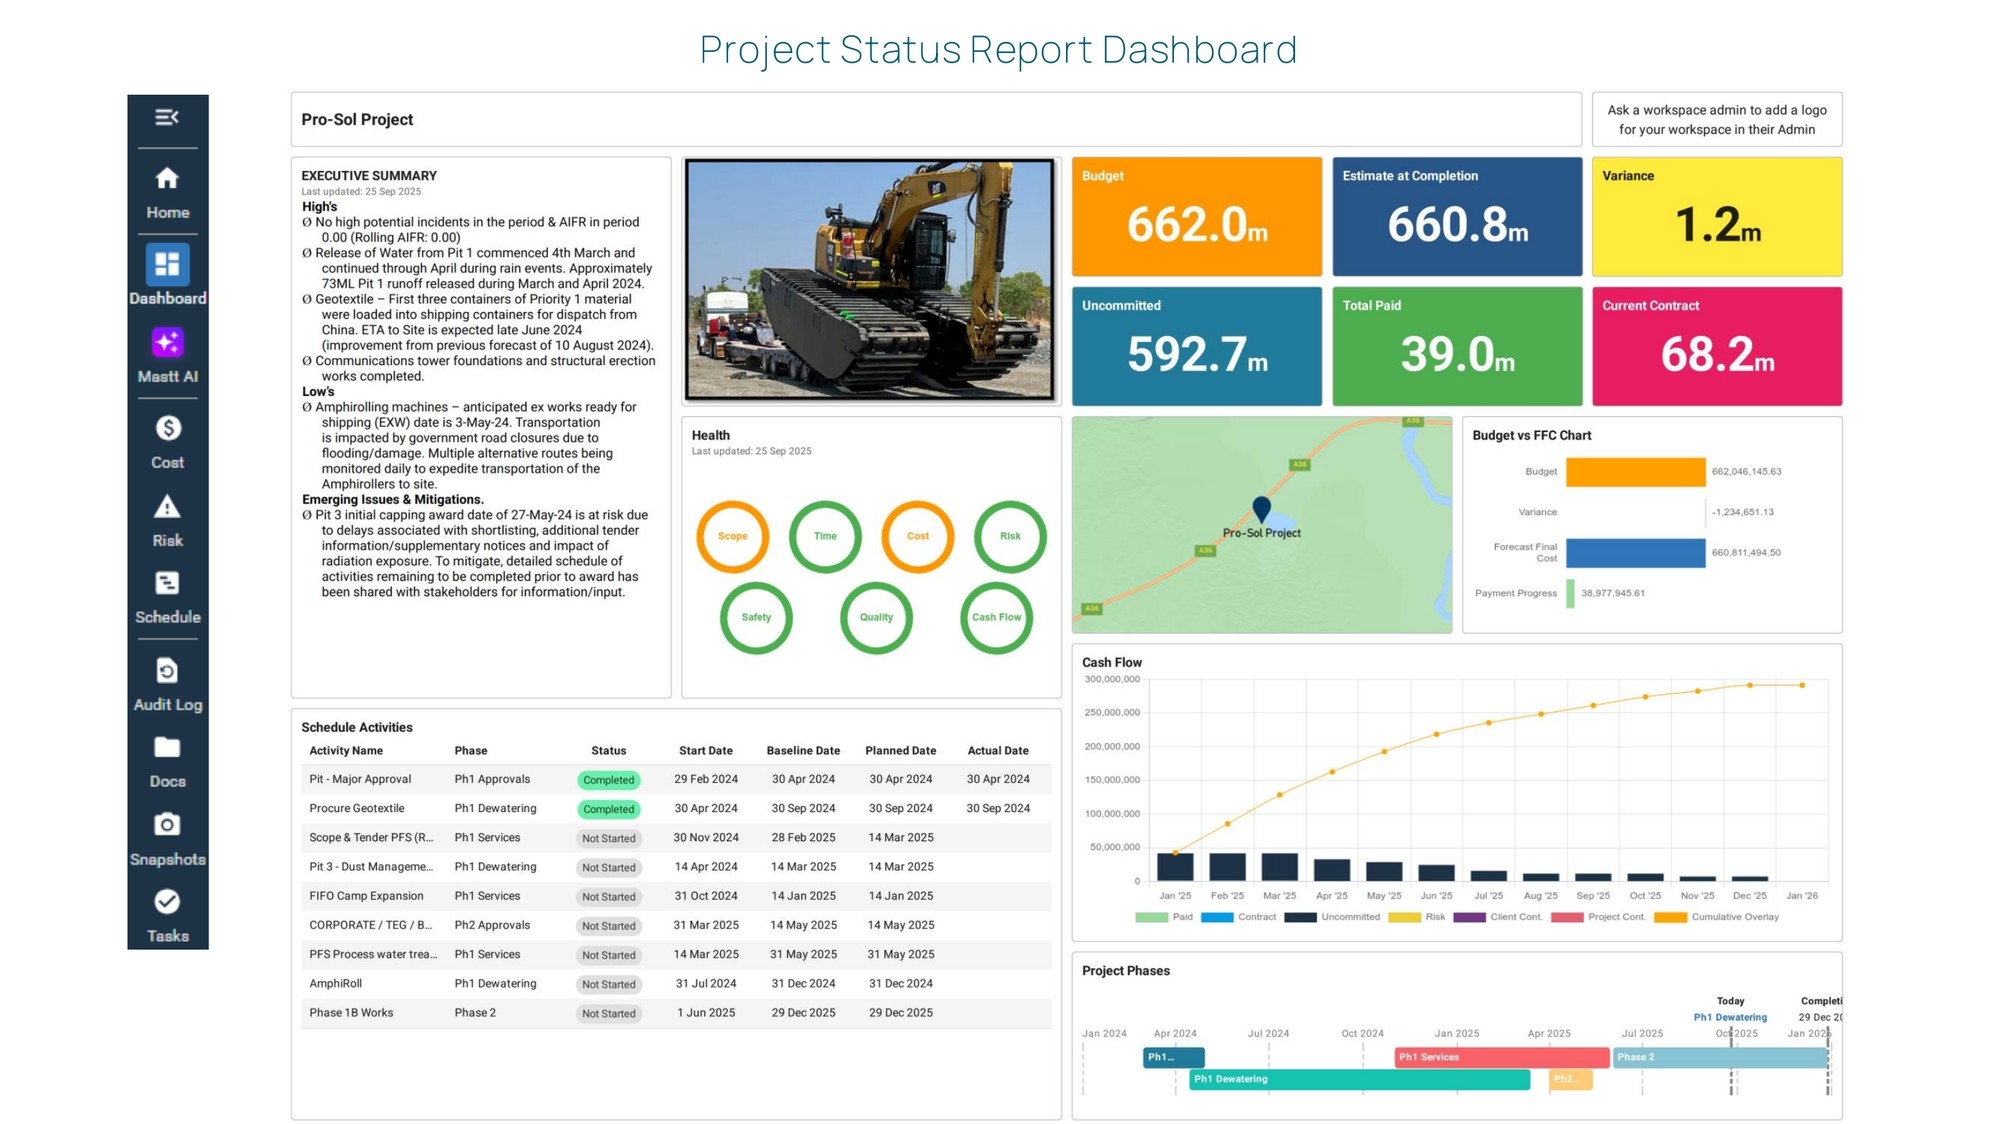 Project Status Report Dashboard
Home
Dashboard
Mastt AI
Cost
Risk
Schedule
Audit Log
Docs
Snapshots
Tasks
Pro-Sol Project
Ask a workspace admin to add a logo
for your workspace in their Admin
EXECUTIVE SUMMARY
Last updated: 25 Sep 2025
High's
Ø No high potential incidents in the period & AIFR in period
0.00 (Rolling AIFR: 0.00)
Ø Release of Water from Pit 1 commenced 4th March and
continued through April during rain events. Approximately
73ML Pit 1 runoff released during March and April 2024.
Ø Geotextile – First three containers of Priority 1 material
were loaded into shipping containers for dispatch from
China. ETA to Site is expected late June 2024
(improvement from previous forecast of 10 August 2024).
Ø Communications tower foundations and structural erection
works completed.
Low's
Ø Amphirolling machines – anticipated ex works ready for
shipping (EXW) date is 3-May-24. Transportation
is impacted by government road closures due to
flooding/damage. Multiple alternative routes being
monitored daily to expedite transportation of the
Amphirollers to site.
Emerging Issues & Mitigations.
Ø Pit 3 initial capping award date of 27-May-24 is at risk due
to delays associated with shortlisting, additional tender
information/supplementary notices and impact of
radiation exposure. To mitigate, detailed schedule of
activities remaining to be completed prior to award has
been shared with stakeholders for information/input.
CAT
Health
Last updated: 25 Sep 2025
Scope Time Cost Risk
Safety Quality Cash Flow
Budget
662.0m
Estimate at Completion
660.8m
Variance
1.2m
Uncommitted
592.7m
Total Paid
39.0m
Current Contract
68.2m
A36
A36
Pro-Sol Project
A36
A36
Budget vs FFC Chart
Budget 662,046,145.63
Variance -1,234,651.13
Forecast Final
Cost 660,811,494.50
Payment Progress 38,977,945.61
Schedule Activities
Activity Name Phase Status Start Date Baseline Date Planned Date Actual Date
Pit - Major Approval Ph1 Approvals Completed 29 Feb 2024 30 Apr 2024 30 Apr 2024 30 Apr 2024
Procure Geotextile Ph1 Dewatering Completed 30 Apr 2024 30 Sep 2024 30 Sep 2024 30 Sep 2024
Scope & Tender PFS (R... Ph1 Services Not Started 30 Nov 2024 28 Feb 2025 14 Mar 2025
Pit 3 - Dust Manageme... Ph1 Dewatering Not Started 14 Apr 2024 14 Mar 2025 14 Mar 2025
FIFO Camp Expansion Ph1 Services Not Started 31 Oct 2024 14 Jan 2025 14 Jan 2025
CORPORATE / TEG / B... Ph2 Approvals Not Started 31 Mar 2025 14 May 2025 14 May 2025
PFS Process water trea... Ph1 Services Not Started 14 Mar 2025 31 May 2025 31 May 2025
AmphiRoll Ph1 Dewatering Not Started 31 Jul 2024 31 Dec 2024 31 Dec 2024
Phase 1B Works Phase 2 Not Started 1 Jun 2025 29 Dec 2025 29 Dec 2025
Cash Flow
300,000,000
250,000,000
200,000,000
150,000,000
100,000,000
50,000,000
0
Jan '25 Feb '25 Mar '25 Apr '25 May '25 Jun '25 Jul '25 Aug '25 Sep '25 Oct '25 Nov '25 Dec '25 Jan '26
Paid Contract Uncommitted Risk Client Cont. Project Cont. Cumulative Overlay
Project Phases
Today Completi
Ph1 Dewatering 29 Dec 20
Jan 2024 Apr 2024 Jul 2024 Oct 2024 Jan 2025 Apr 2025 Jul 2025 Oct 2025 Jan 2026
Ph1... Ph1 Services Phase 2
Ph1 Dewatering Ph2...